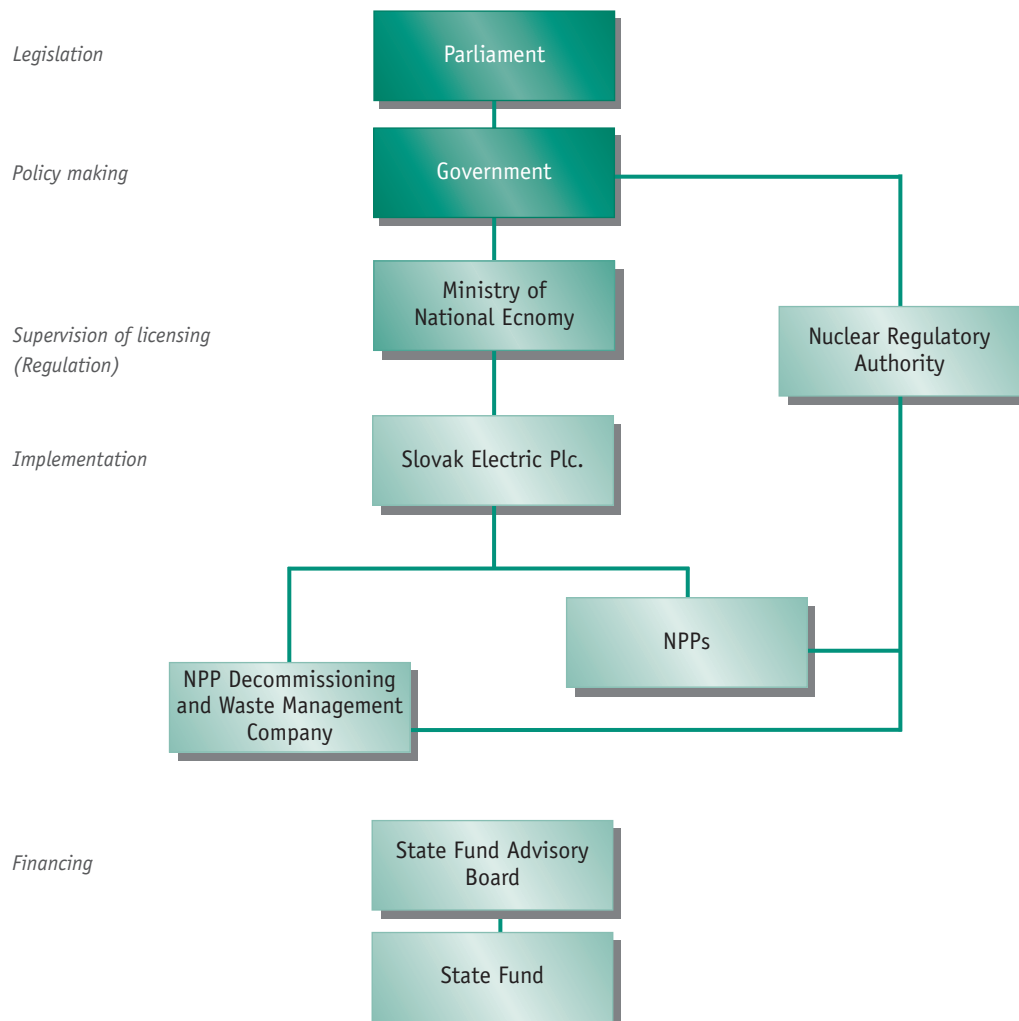 Legislation
Parliament
Policy making
Government
Ministry of
National Ecnomy
Supervision of licensing
(Regulation)
Nuclear Regulatory
Authority
Implementation
Slovak Electric Plc.
NPPs
NPP Decommissioning
and Waste Management
Company
Financing
State Fund Advisory
Board
State Fund